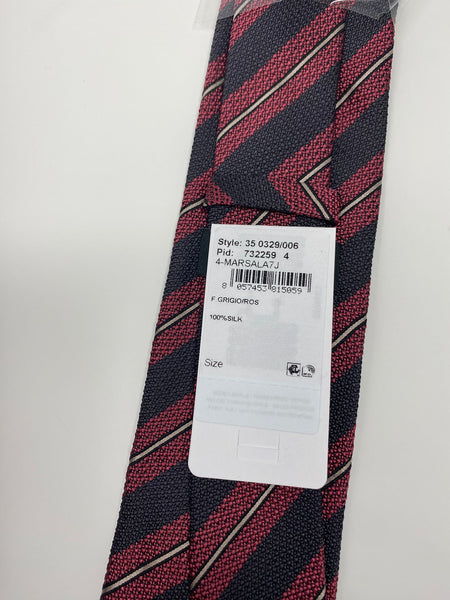 Style: 35 0329/006
Pid: 732259 4
4-MARSALA7J
8 057453 815059
F GRIGIO/ROS
100%SILK
Size